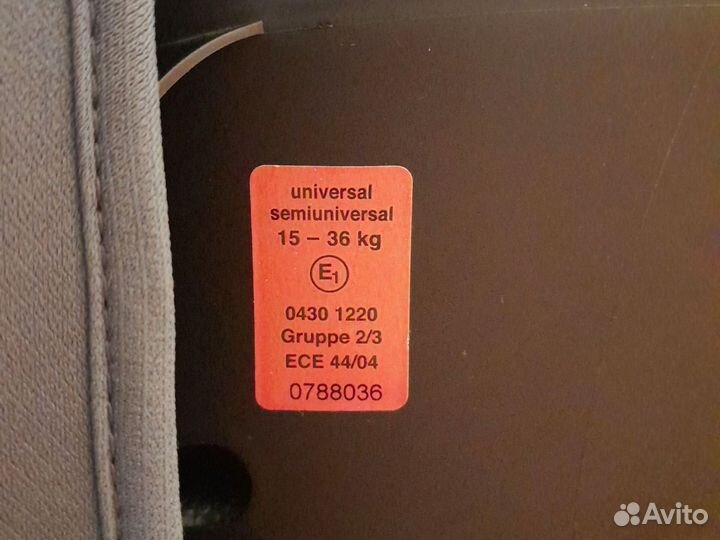 universal
semiuniversal
15 – 36 kg
E1
0430 1220
Gruppe 2/3
ECE 44/04
0788036
Avito